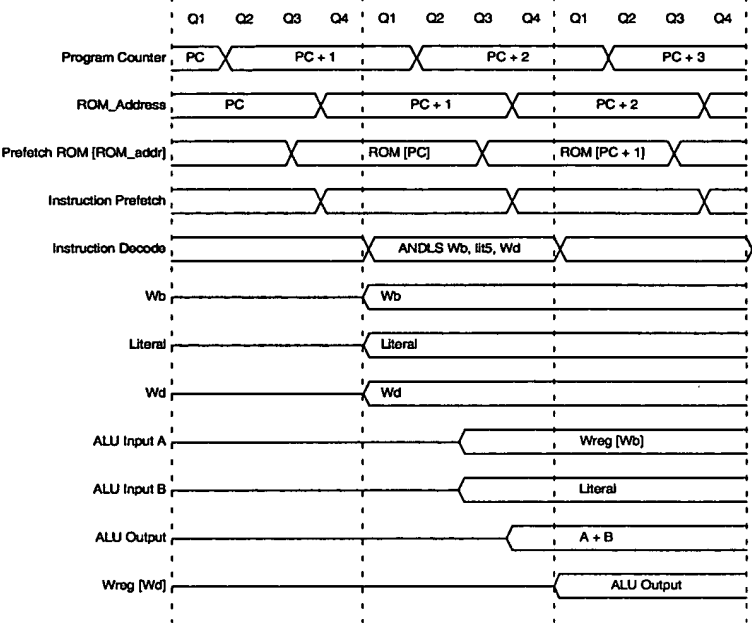 Q1 Q2 Q3 Q4 Q1 Q2 Q3 Q4 Q1 Q2 Q3 Q4
Program Counter PC PC + 1 PC + 2 PC + 3
ROM_Address PC PC + 1 PC + 2
Prefetch ROM [ROM_addr] ROM [PC] ROM [PC + 1]
Instruction Prefetch
Instruction Decode ANDLS Wb, lit5, Wd
Wb Wb
Literal Literal
Wd Wd
ALU Input A Wreg [Wb]
ALU Input B Literal
ALU Output A + B
Wreg [Wd] ALU Output